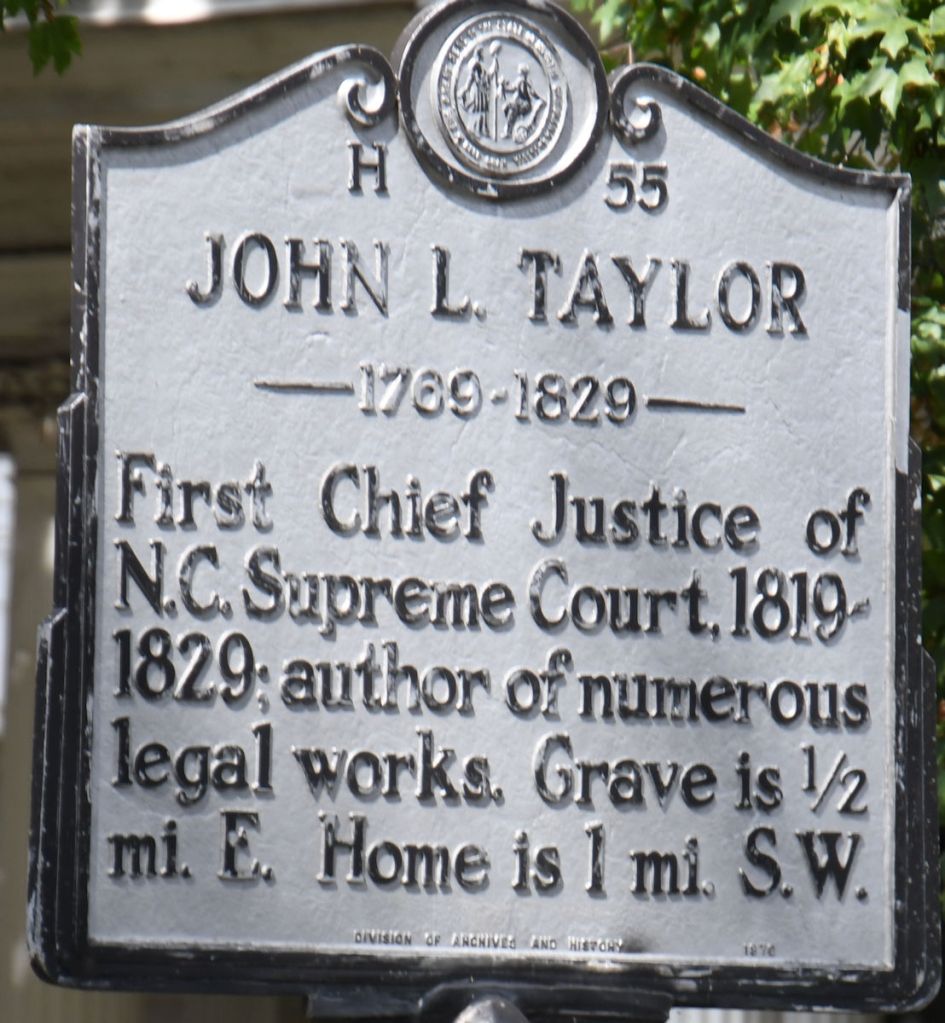 H 55
JOHN L. TAYLOR
1769-1829
First Chief Justice of
N.C. Supreme Court, 1819-
1829; author of numerous
legal works. Grave is 1/2
mi. E. Home is 1 mi. S.W.
DIVISION OF ARCHIVES AND HISTORY